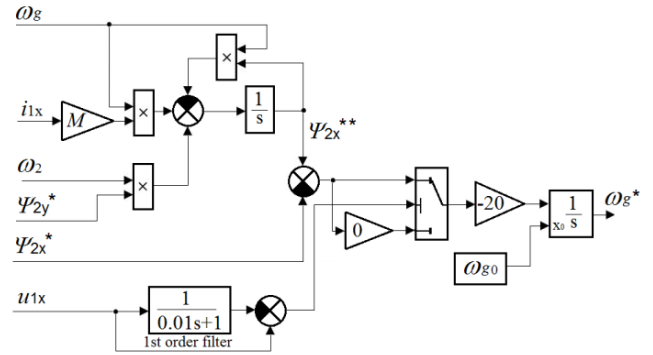 ωg
×
i1x
M
×
1
s
ω2
×
Ψ2y*
Ψ2x**
Ψ2x*
0
-20
x0
1
s
ωg*
ωg0
u1x
1
0.01s+1
1st order filter